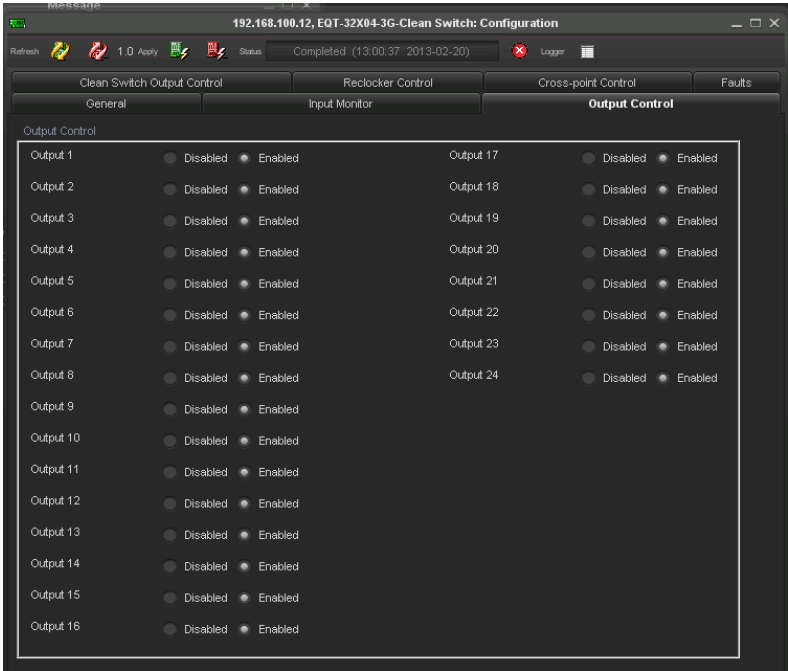 Message
192.168.100.12, EQT-32X04-3G-Clean Switch: Configuration
Refresh 1.0 Apply Status Completed (13:00:37 2013-02-20) Logger
Clean Switch Output Control Reclocker Control Cross-point Control Faults
General Input Monitor Output Control
Output Control
Output 1 Disabled Enabled Output 17 Disabled Enabled
Output 2 Disabled Enabled Output 18 Disabled Enabled
Output 3 Disabled Enabled Output 19 Disabled Enabled
Output 4 Disabled Enabled Output 20 Disabled Enabled
Output 5 Disabled Enabled Output 21 Disabled Enabled
Output 6 Disabled Enabled Output 22 Disabled Enabled
Output 7 Disabled Enabled Output 23 Disabled Enabled
Output 8 Disabled Enabled Output 24 Disabled Enabled
Output 9 Disabled Enabled
Output 10 Disabled Enabled
Output 11 Disabled Enabled
Output 12 Disabled Enabled
Output 13 Disabled Enabled
Output 14 Disabled Enabled
Output 15 Disabled Enabled
Output 16 Disabled Enabled